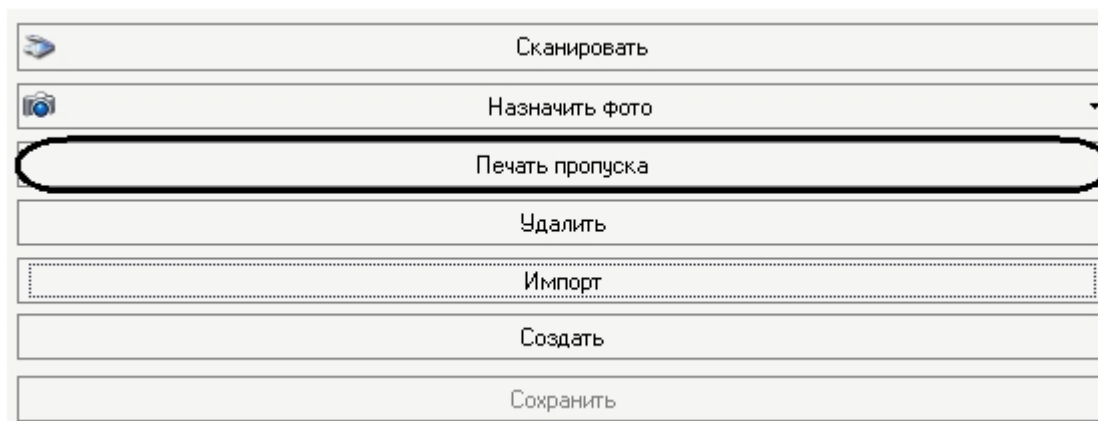 Сканировать
Назначить фото
Печать пропуска
Удалить
Импорт
Создать
Сохранить